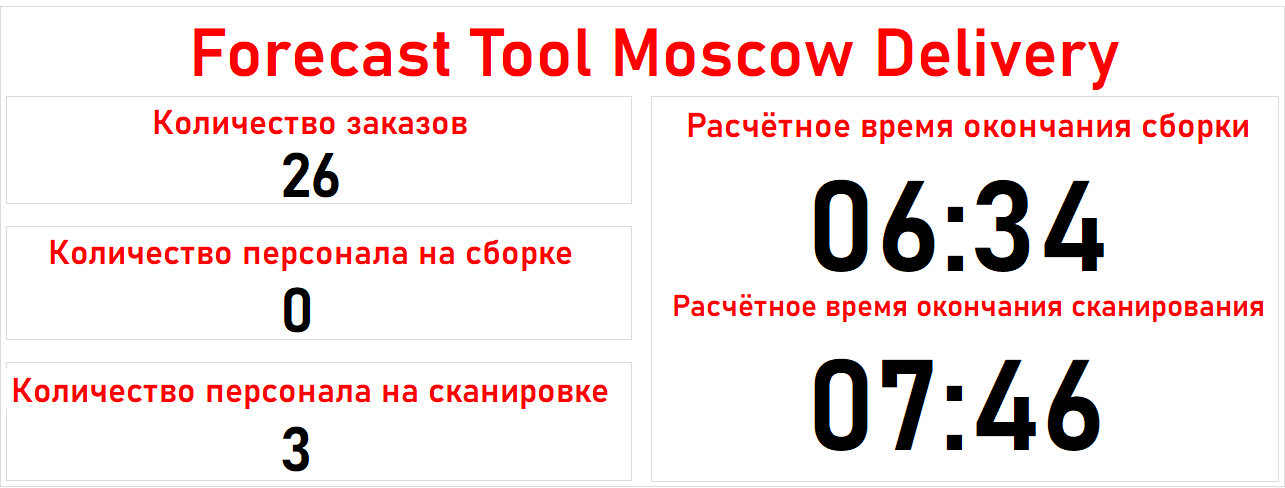 Forecast Tool Moscow Delivery
Количество заказов
26
Количество персонала на сборке
0
Количество персонала на сканировке
3
Расчётное время окончания сборки
06:34
Расчётное время окончания сканирования
07:46